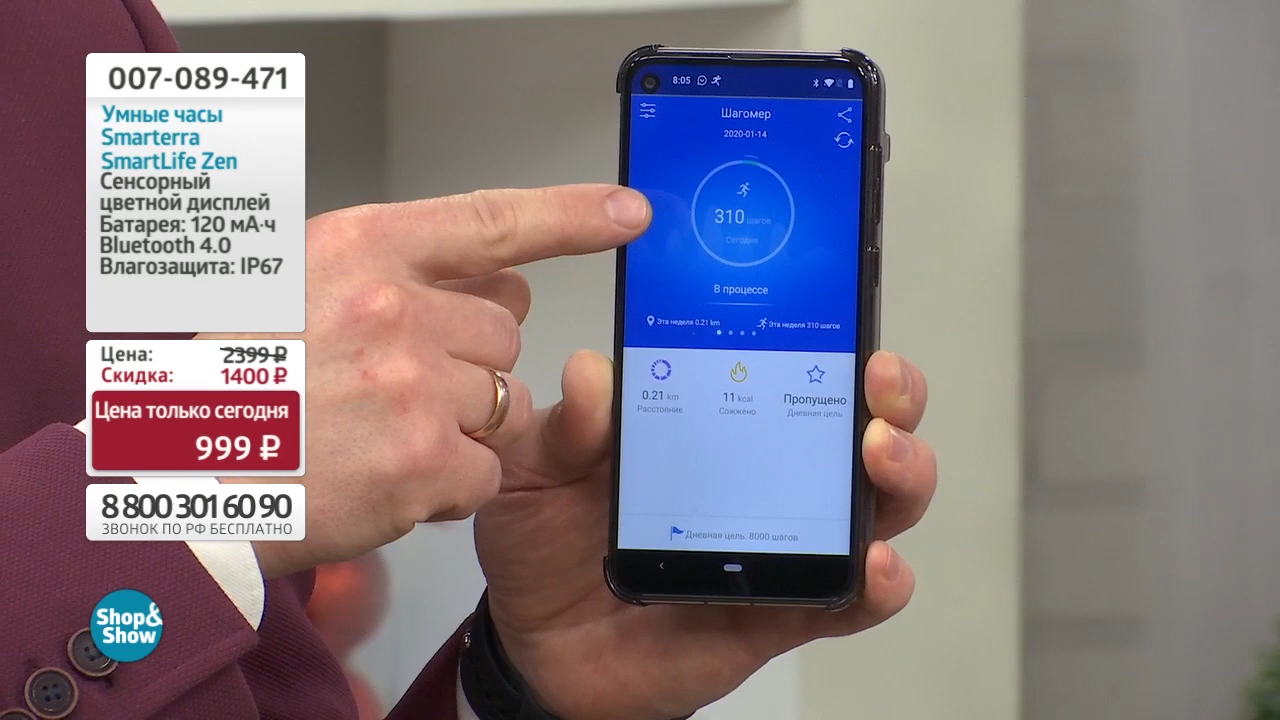 007-089-471
Умные часы
Smarterra
SmartLife Zen
Сенсорный
цветной дисплей
Батарея: 120 мА·ч
Bluetooth 4.0
Влагозащита: IP67
Цена: 2399 ₽
Скидка: 1400 ₽
Цена только сегодня
999 ₽
8 800 301 60 90
ЗВОНОК ПО РФ БЕСПЛАТНО
Shop&
Show
8:05
Шагомер
2020-01-14
310 шагов
Сегодня
В процессе
Эта неделя 0.21 km Эта неделя 310 шагов
0.21 km 11 kcal Пропущено
Расстояние Сожжено Дневная цель
Дневная цель: 8000 шагов